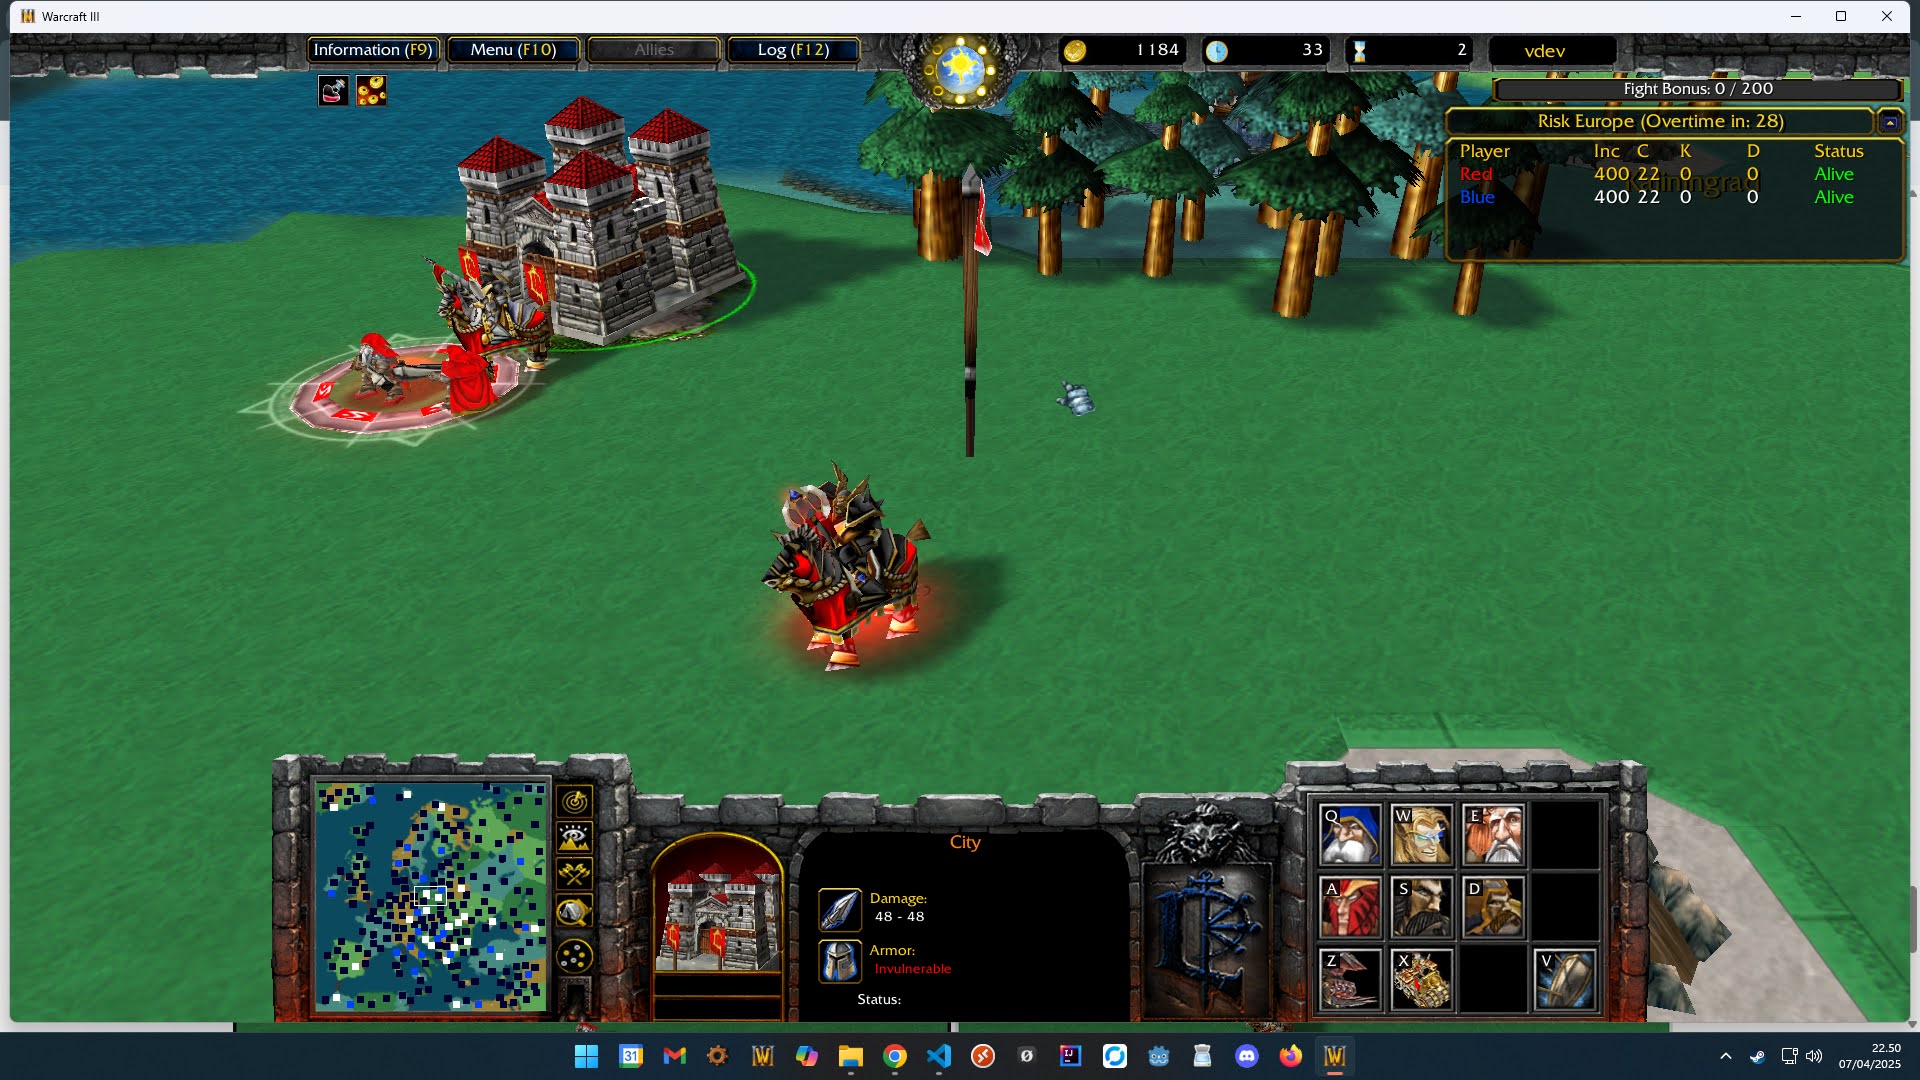 Warcraft III
Information (F9)
Menu (F10)
Allies
Log (F12)
1184
33
2
vdev
Fight Bonus: 0 / 200
Risk Europe (Overtime in: 28)
Player Inc C K D Status
Red 400 22 0 0 Alive
Blue 400 22 0 0 Alive
Kaliningrad
City
Damage:
48 - 48
Armor:
Invulnerable
Status:
Q W E
A S D
Z X V
31
22.50
07/04/2025